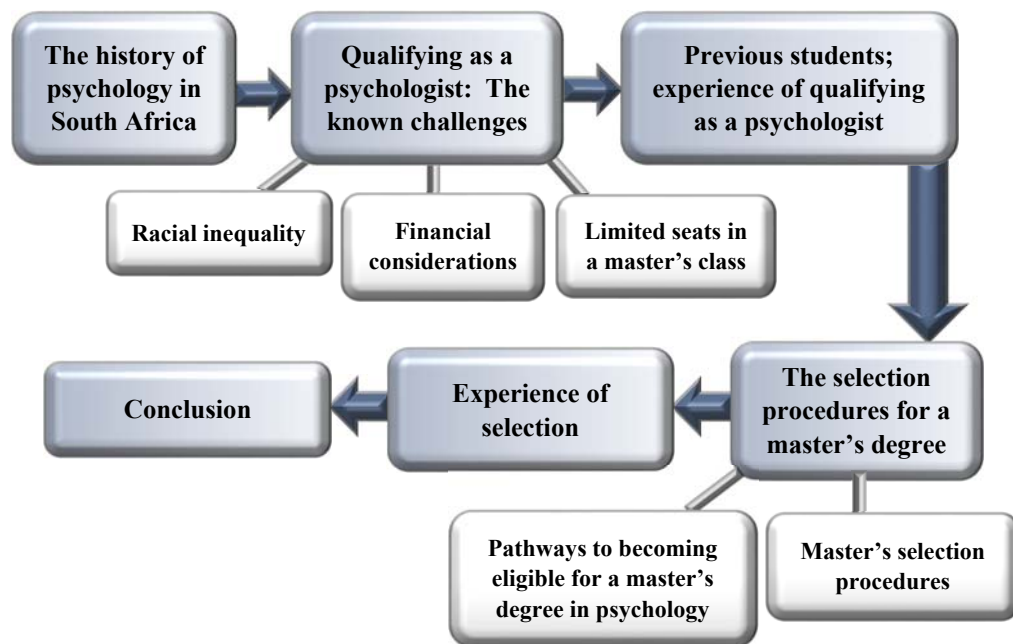 The history of
psychology in
South Africa
Qualifying as a
psychologist: The
known challenges
Previous students;
experience of qualifying
as a psychologist
Racial inequality
Financial
considerations
Limited seats in
a master's class
The selection
procedures for a
master's degree
Experience of
selection
Conclusion
Pathways to becoming
eligible for a master's
degree in psychology
Master's selection
procedures